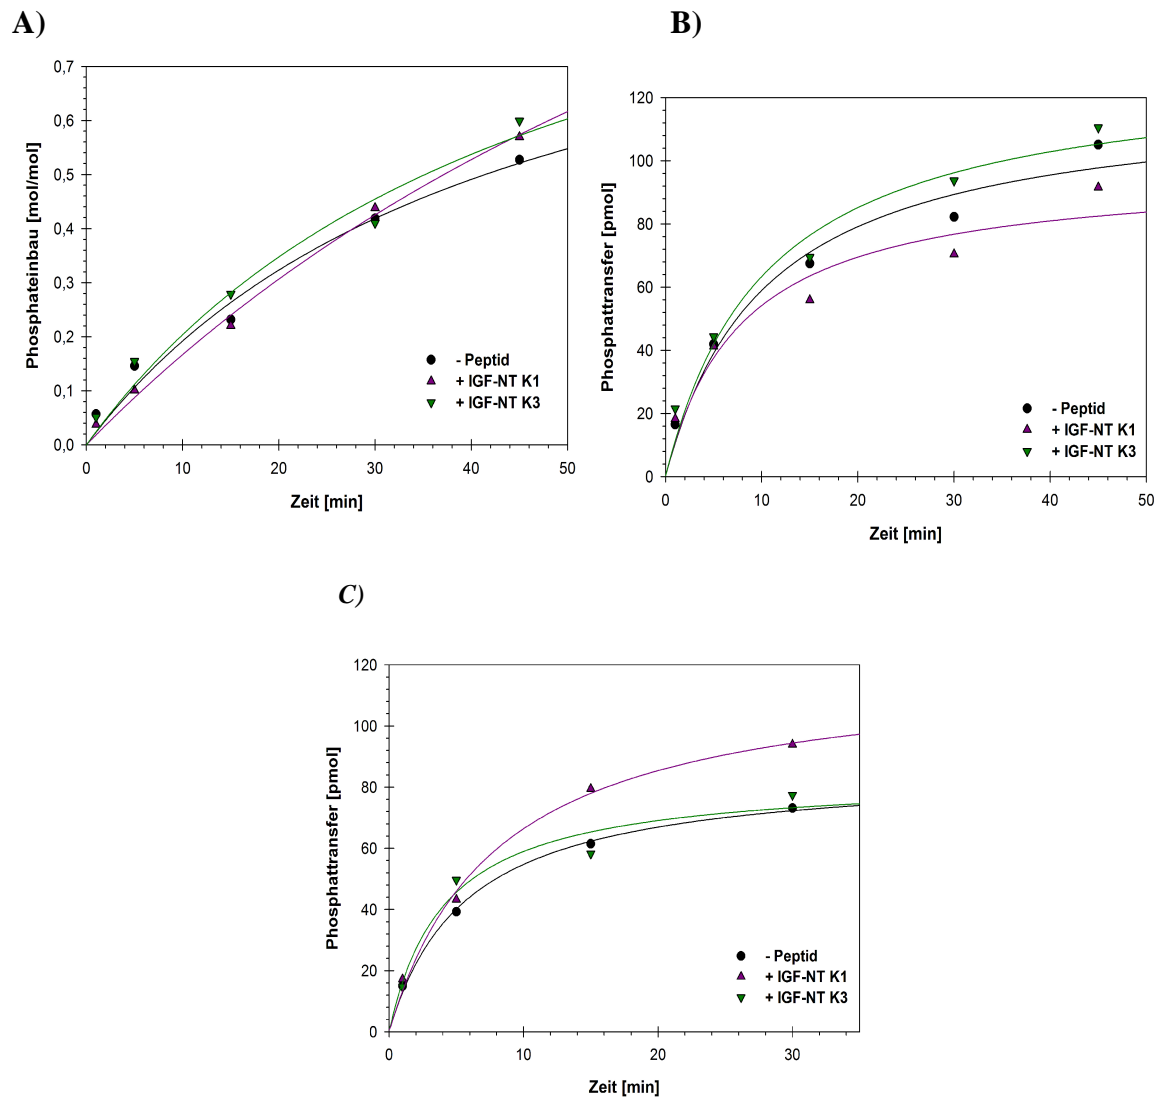 A)
B)
0,7
0,6
0,5
0,4
0,3
0,2
0,1
0,0
Phosphateinbau [mol/mol]
- Peptid
+ IGF-NT K1
+ IGF-NT K3
0 10 20 30 40 50
Zeit [min]
120
100
80
60
40
20
0
Phosphattransfer [pmol]
- Peptid
+ IGF-NT K1
+ IGF-NT K3
0 10 20 30 40 50
Zeit [min]
C)
120
100
80
60
40
20
0
Phosphattransfer [pmol]
- Peptid
+ IGF-NT K1
+ IGF-NT K3
0 10 20 30
Zeit [min]